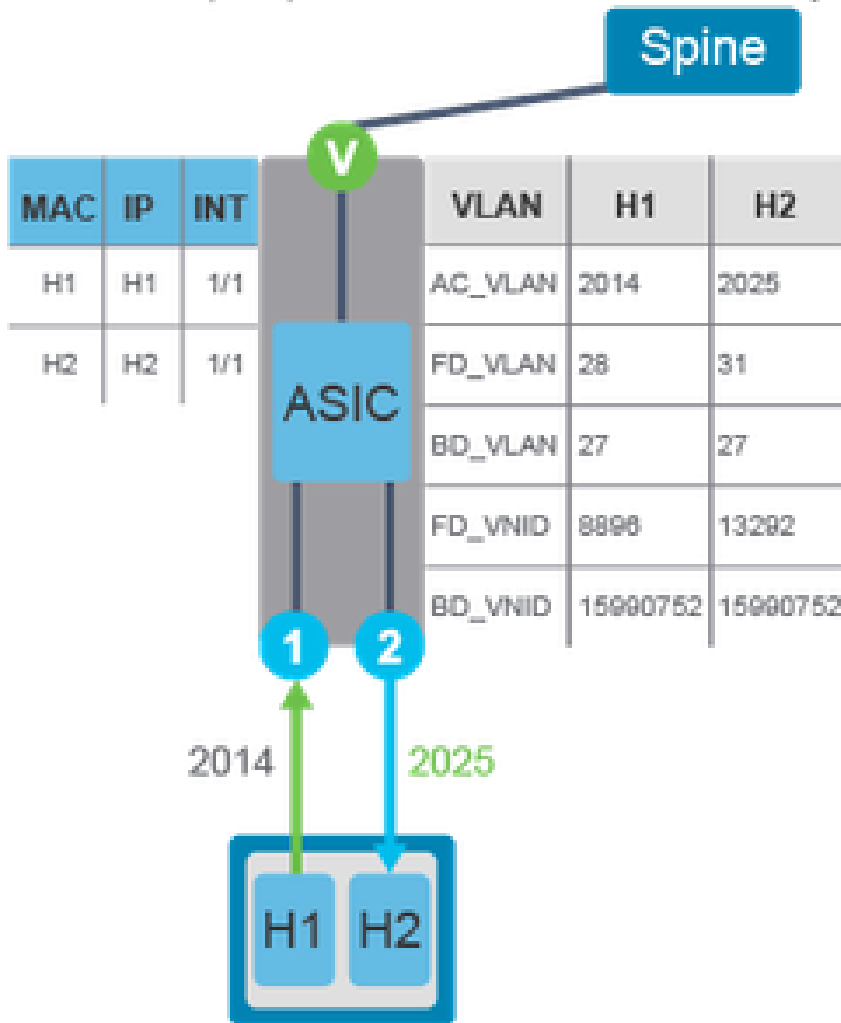 Spine
V
MAC IP INT
H1 H1 1/1
H2 H2 1/1
VLAN H1 H2
AC_VLAN 2014 2025
FD_VLAN 28 31
BD_VLAN 27 27
FD_VNID 8896 13292
BD_VNID 15990752 15990752
ASIC
1 2
2014 2025
H1 H2